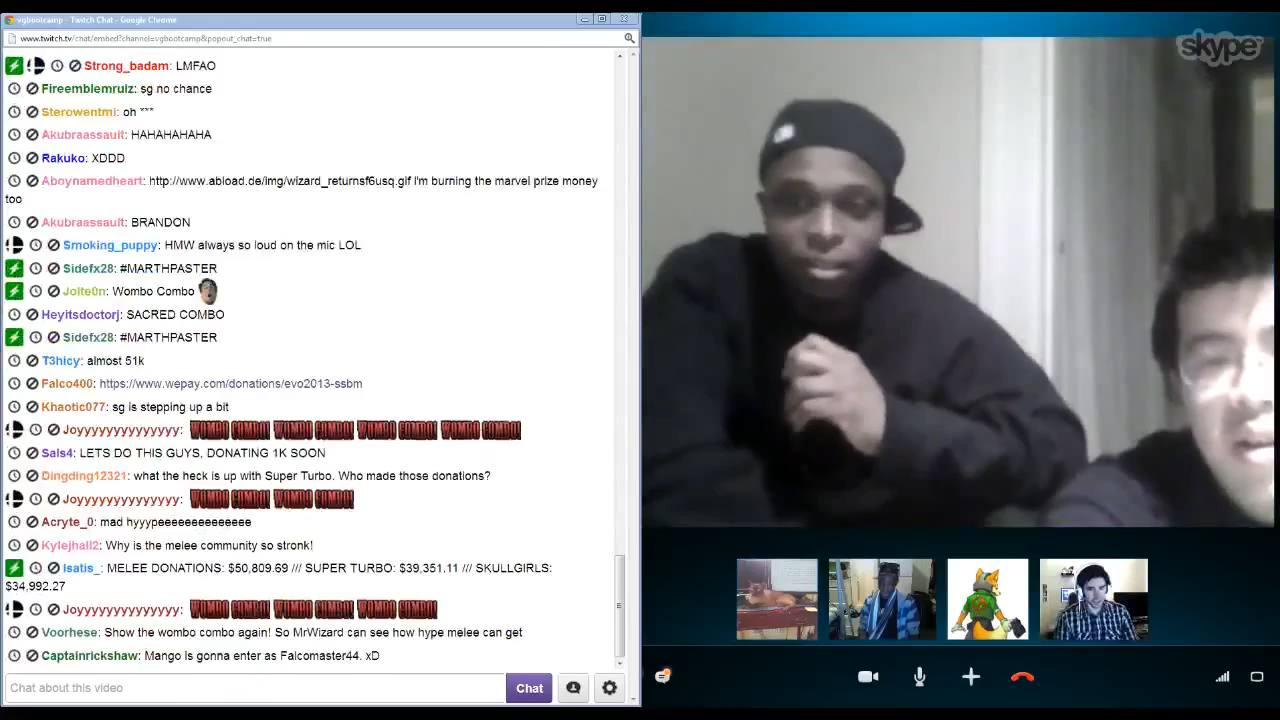 vgbootcamp - Twitch Chat - Google Chrome
www.twitch.tv/chat/embed?channel=vgbootcamp&popout_chat=true
Strong_badam: LMFAO
Fireemblemrulz: sg no chance
Sterowentmi: oh ***
Akubraassault: HAHAHAHAHA
Rakuko: XDDD
Aboynamedheart: http://www.abload.de/img/wizard_returnsf6usq.gif I'm burning the marvel prize money
too
Akubraassault: BRANDON
Smoking_puppy: HMW always so loud on the mic LOL
Sidefx28: #MARTHPASTER
Jolte0n: Wombo Combo
Heyitsdoctorj: SACRED COMBO
Sidefx28: #MARTHPASTER
T3hicy: almost 51k
Falco400: https://www.wepay.com/donations/evo2013-ssbm
Khaotic077: sg is stepping up a bit
Joyyyyyyyyyyyyyy: WOMBO COMBO! WOMBO COMBO! WOMBO COMBO! WOMBO COMBO!
Sals4: LETS DO THIS GUYS, DONATING 1K SOON
Dingding12321: what the heck is up with Super Turbo. Who made those donations?
Joyyyyyyyyyyyyyy: WOMBO COMBO! WOMBO COMBO!
Acryte_0: mad hyyypeeeeeeeeeeeeee
Kylejhall2: Why is the melee community so stronk!
Isatis_: MELEE DONATIONS: $50,809.69 /// SUPER TURBO: $39,351.11 /// SKULLGIRLS:
$34,992.27
Joyyyyyyyyyyyyyy: WOMBO COMBO! WOMBO COMBO! WOMBO COMBO!
Voorhese: Show the wombo combo again! So MrWizard can see how hype melee can get
Captainrickshaw: Mango is gonna enter as Falcomaster44. xD
Chat about this video
Chat
skype